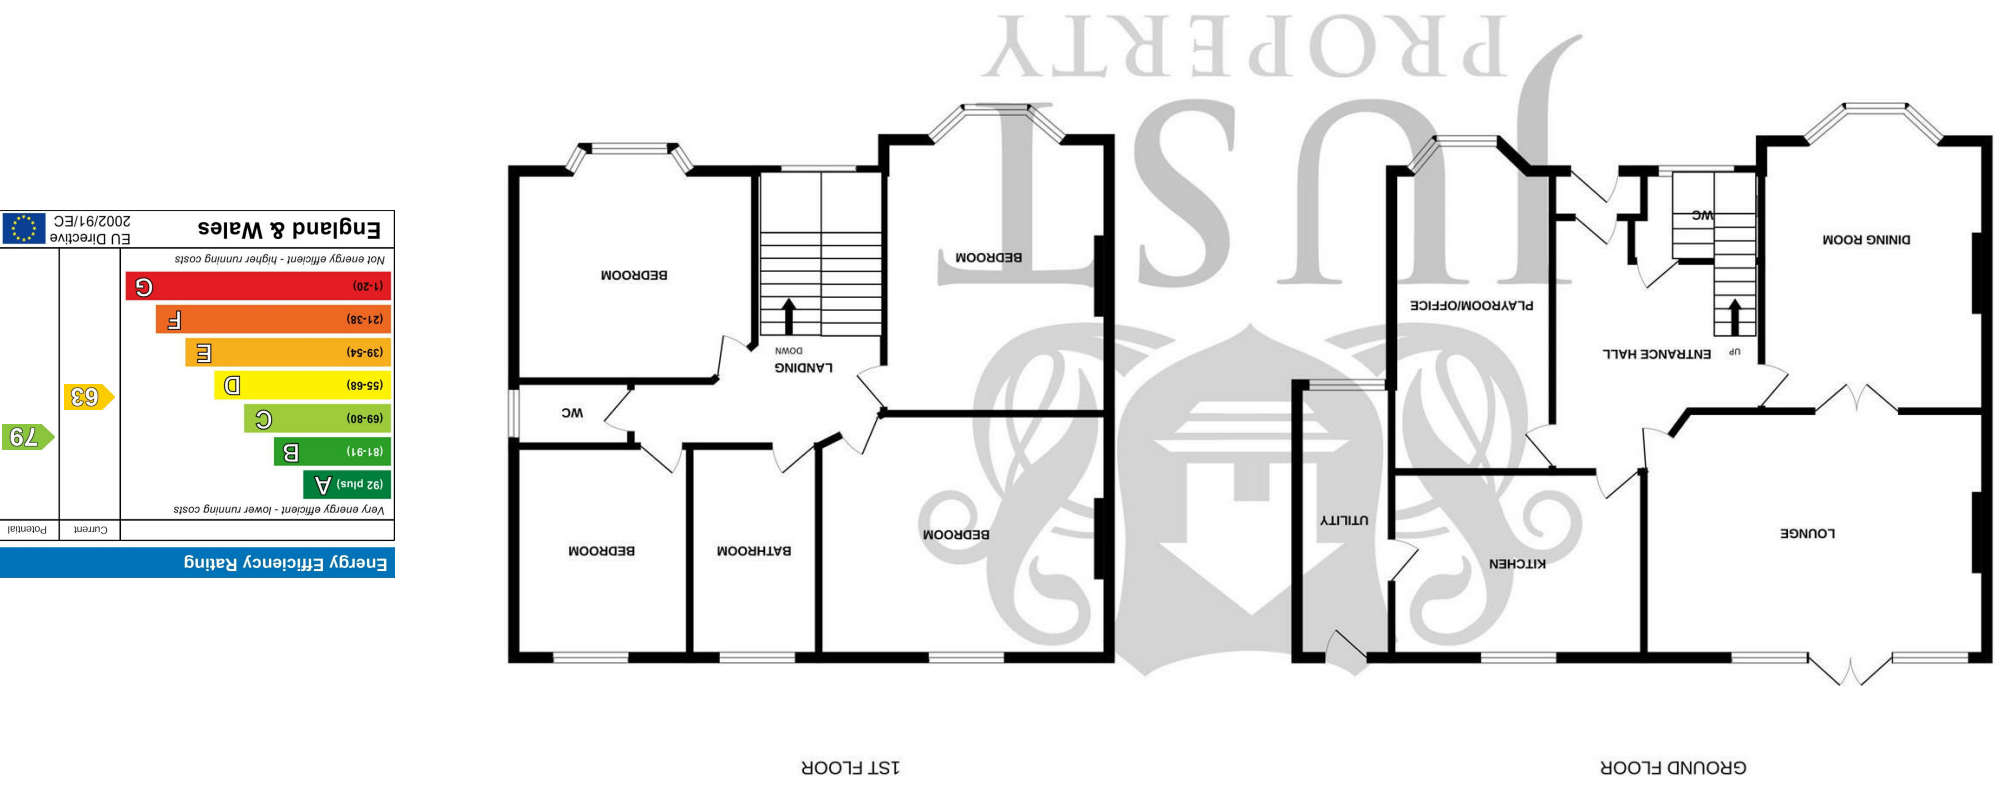 GROUND FLOOR
1ST FLOOR
LOUNGE
KITCHEN
UTILITY
ENTRANCE HALL
UP
PLAYROOM/OFFICE
DINING ROOM
WC
BEDROOM
BATHROOM
BEDROOM
WC
LANDING
DOWN
BEDROOM
BEDROOM
JUST
PROPERTY
Energy Efficiency Rating
Current
Potential
Very energy efficient - lower running costs
(92 plus) A
(81-91) B
(69-80) C
(55-68) D
(39-54) E
(21-38) F
(1-20) G
Not energy efficient - higher running costs
63
79
England & Wales
EU Directive
2002/91/EC